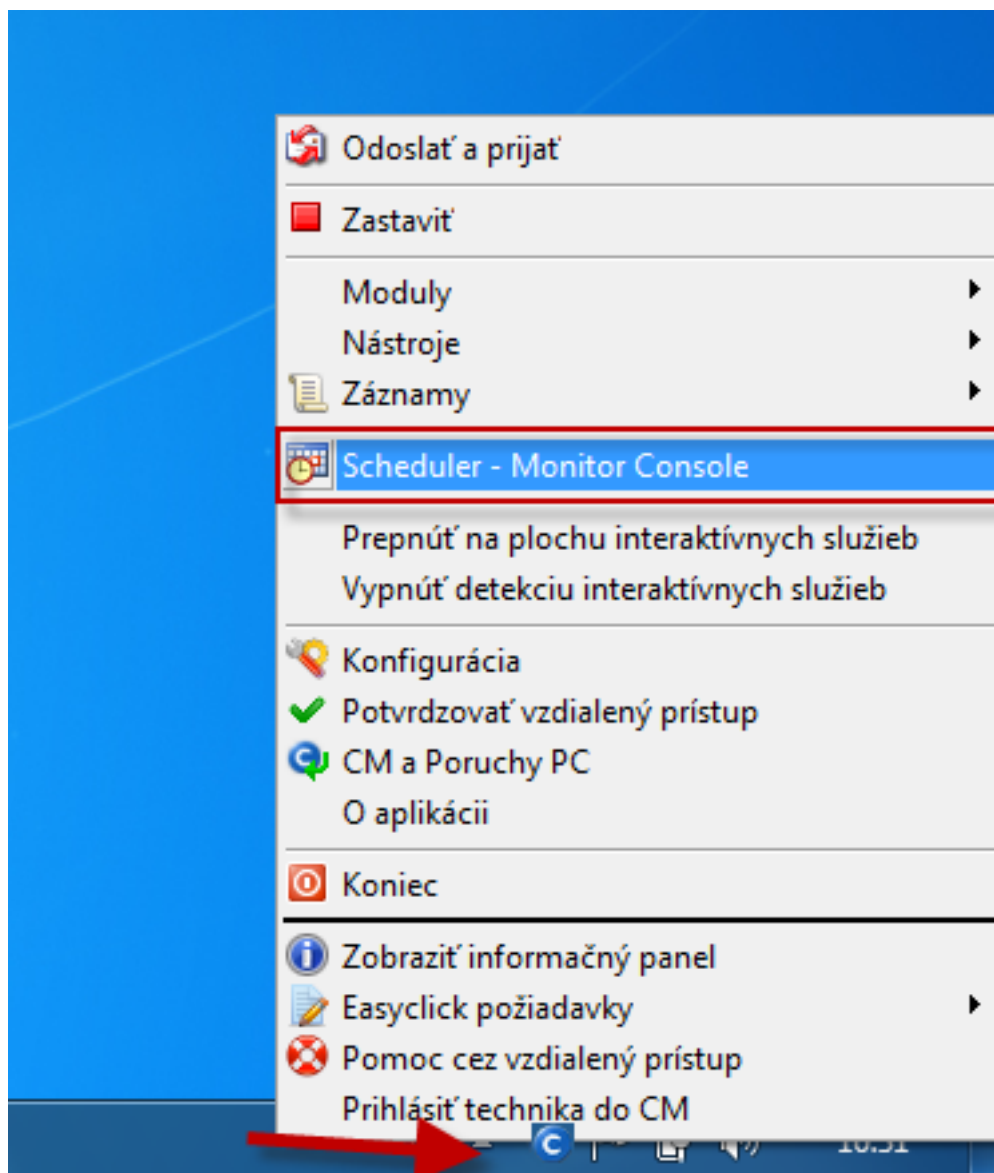 Odoslať a prijať
Zastaviť
Moduly
Nástroje
Záznamy
Scheduler - Monitor Console
Prepnúť na plochu interaktívnych služieb
Vypnúť detekciu interaktívnych služieb
Konfigurácia
Potvrdzovať vzdialený prístup
CM a Poruchy PC
O aplikácii
Koniec
Zobraziť informačný panel
Easyclick požiadavky
Pomoc cez vzdialený prístup
Prihlásiť technika do CM